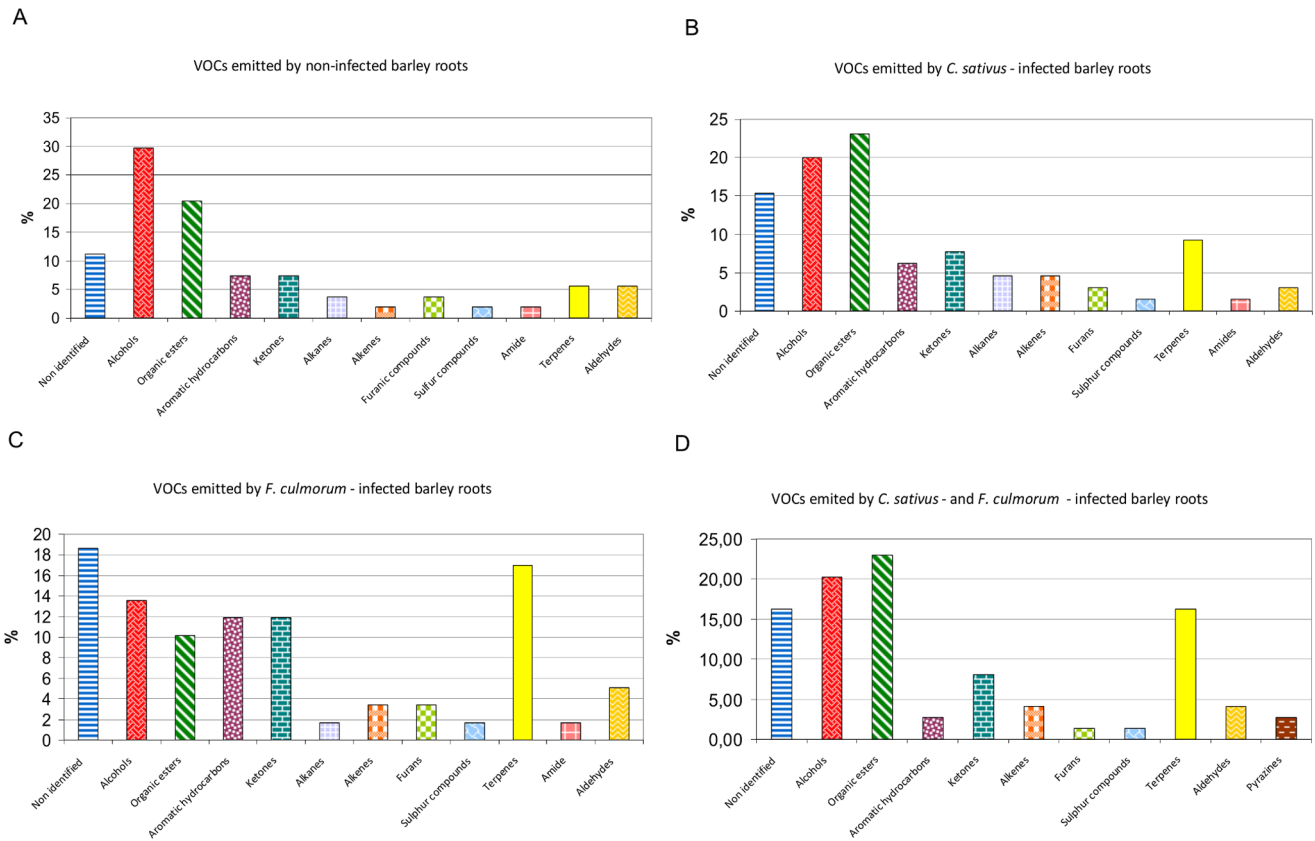 A
VOCs emitted by non-infected barley roots
%
35
30
25
20
15
10
5
0
Non identified
Alcohols
Organic esters
Aromatic hydrocarbons
Ketones
Alkanes
Alkenes
Furanic compounds
Sulfur compounds
Amide
Terpenes
Aldehydes
B
VOCs emitted by C. sativus - infected barley roots
%
25
20
15
10
5
0
Non identified
Alcohols
Organic esters
Aromatic hydrocarbons
Ketones
Alkanes
Alkenes
Furans
Sulphur compounds
Terpenes
Amides
Aldehydes
C
VOCs emitted by F. culmorum - infected barley roots
%
20
18
16
14
12
10
8
6
4
2
0
Non identified
Alcohols
Organic esters
Aromatic hydrocarbons
Ketones
Alkanes
Alkenes
Furans
Sulphur compounds
Terpenes
Amide
Aldehydes
D
VOCs emited by C. sativus - and F. culmorum - infected barley roots
%
25,00
20,00
15,00
10,00
5,00
0,00
Non identified
Alcohols
Organic esters
Aromatic hydrocarbons
Ketones
Alkenes
Furans
Sulphur compounds
Terpenes
Aldehydes
Pyrazines